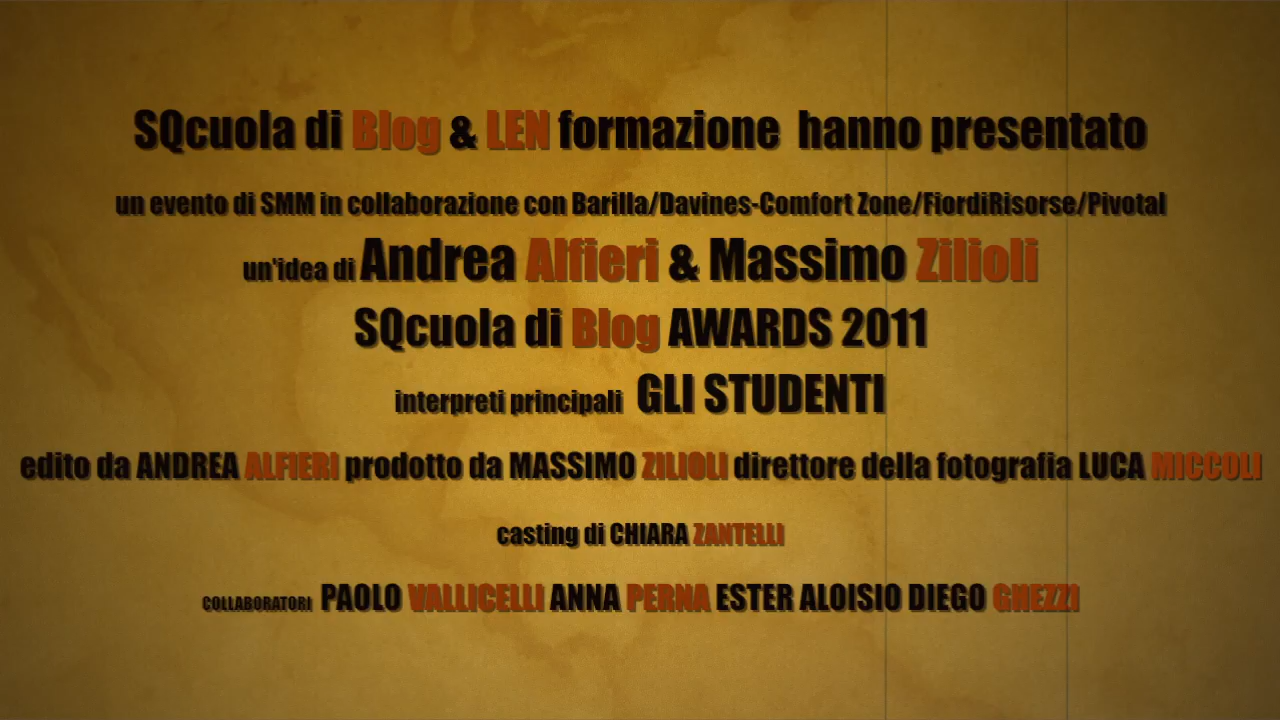 SQcuola di Blog & LEN formazione hanno presentato
un evento di SMM in collaborazione con Barilla/Davines-Comfort Zone/FiordiRisorse/Pivotal
un'idea di Andrea Alfieri & Massimo Zilioli
SQcuola di Blog AWARDS 2011
interpreti principali GLI STUDENTI
edito da ANDREA ALFIERI prodotto da MASSIMO ZILIOLI direttore della fotografia LUCA MICCOLI
casting di CHIARA ZANTELLI
COLLABORATORI PAOLO VALLICELLI ANNA PERNA ESTER ALOISIO DIEGO GHEZZI